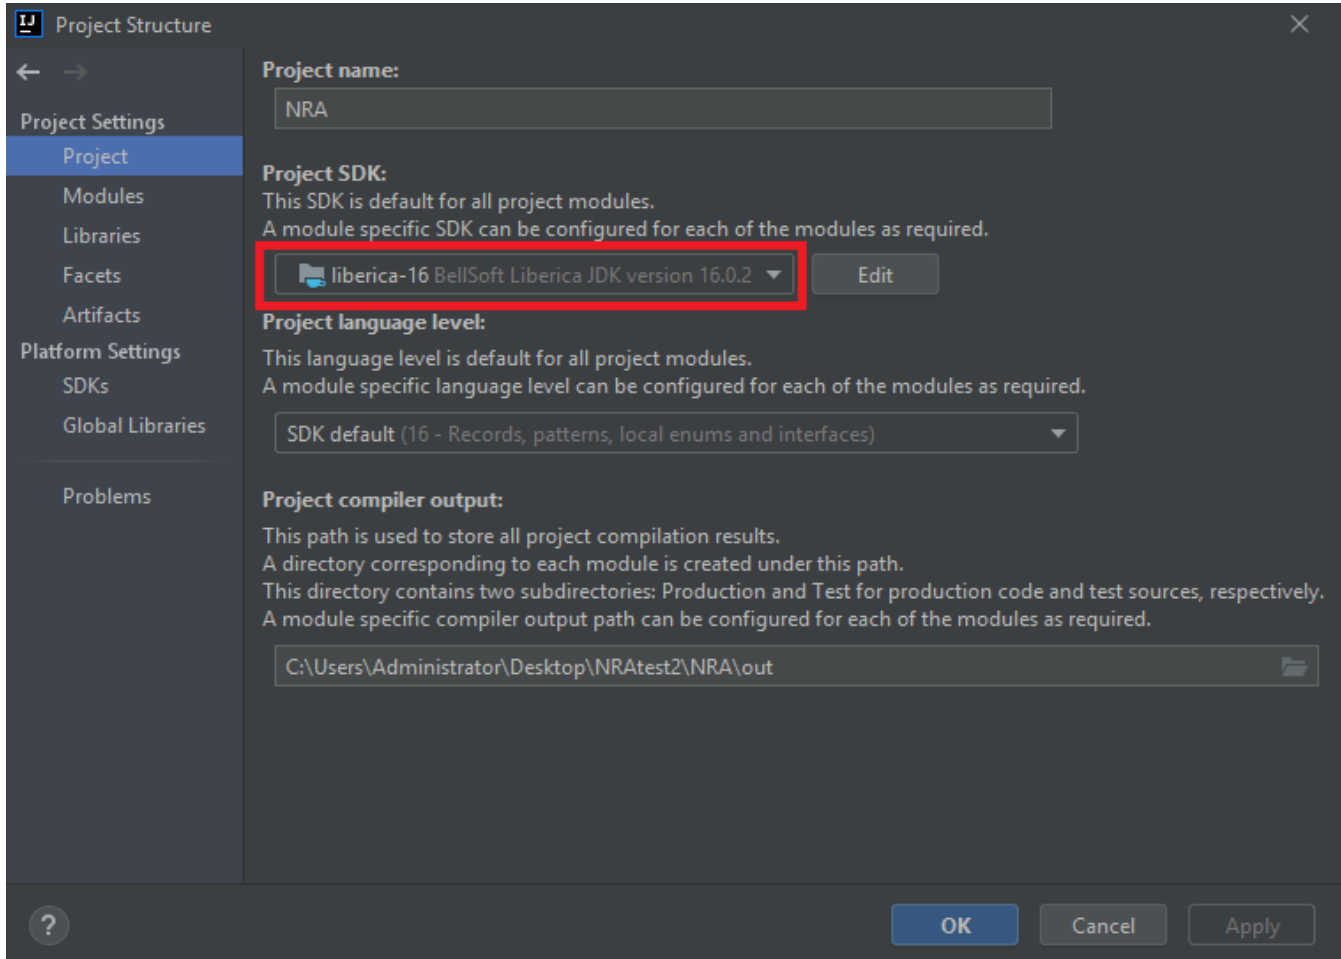 IJ Project Structure
Project Settings
Project
Modules
Libraries
Facets
Artifacts
Platform Settings
SDKs
Global Libraries
Problems
Project name:
NRA
Project SDK:
This SDK is default for all project modules.
A module specific SDK can be configured for each of the modules as required.
liberica-16 BellSoft Liberica JDK version 16.0.2
Edit
Project language level:
This language level is default for all project modules.
A module specific language level can be configured for each of the modules as required.
SDK default (16 - Records, patterns, local enums and interfaces)
Project compiler output:
This path is used to store all project compilation results.
A directory corresponding to each module is created under this path.
This directory contains two subdirectories: Production and Test for production code and test sources, respectively.
A module specific compiler output path can be configured for each of the modules as required.
C:\Users\Administrator\Desktop\NRAtest2\NRA\out
?
OK
Cancel
Apply